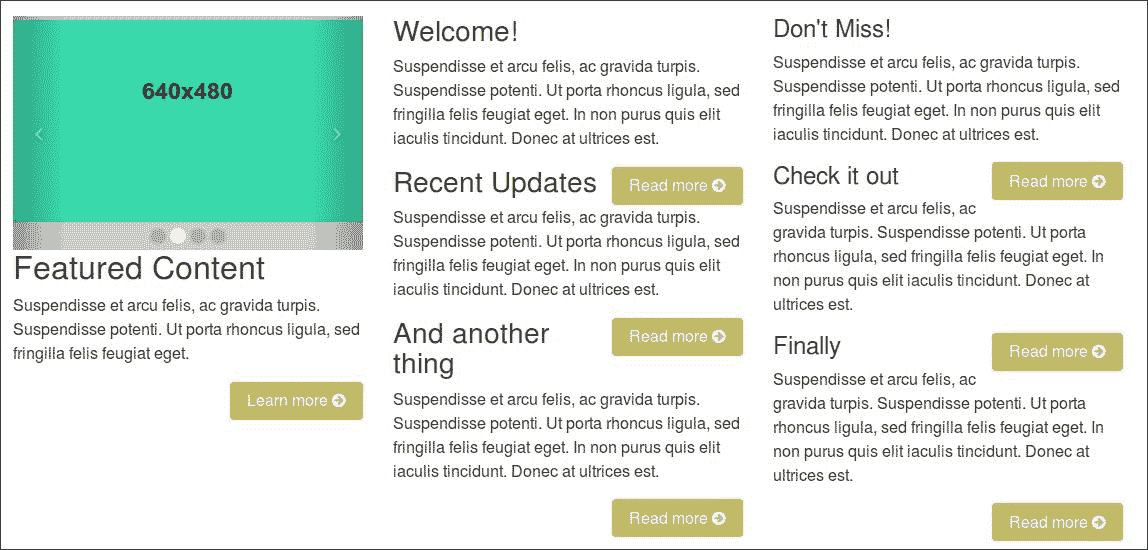 640x480
Featured Content
Suspendisse et arcu felis, ac gravida turpis.
Suspendisse potenti. Ut porta rhoncus ligula, sed
fringilla felis feugiat eget.
Learn more
Welcome!
Suspendisse et arcu felis, ac gravida turpis.
Suspendisse potenti. Ut porta rhoncus ligula, sed
fringilla felis feugiat eget. In non purus quis elit
iaculis tincidunt. Donec at ultrices est.
Read more
Recent Updates
Suspendisse et arcu felis, ac gravida turpis.
Suspendisse potenti. Ut porta rhoncus ligula, sed
fringilla felis feugiat eget. In non purus quis elit
iaculis tincidunt. Donec at ultrices est.
Read more
And another
thing
Suspendisse et arcu felis, ac gravida turpis.
Suspendisse potenti. Ut porta rhoncus ligula, sed
fringilla felis feugiat eget. In non purus quis elit
iaculis tincidunt. Donec at ultrices est.
Read more
Don't Miss!
Suspendisse et arcu felis, ac gravida turpis.
Suspendisse potenti. Ut porta rhoncus ligula, sed
fringilla felis feugiat eget. In non purus quis elit
iaculis tincidunt. Donec at ultrices est.
Read more
Check it out
Suspendisse et arcu felis, ac
gravida turpis. Suspendisse potenti. Ut porta
rhoncus ligula, sed fringilla felis feugiat eget. In
non purus quis elit iaculis tincidunt. Donec at
ultrices est.
Read more
Finally
Suspendisse et arcu felis, ac
gravida turpis. Suspendisse potenti. Ut porta
rhoncus ligula, sed fringilla felis feugiat eget. In
non purus quis elit iaculis tincidunt. Donec at
ultrices est.
Read more